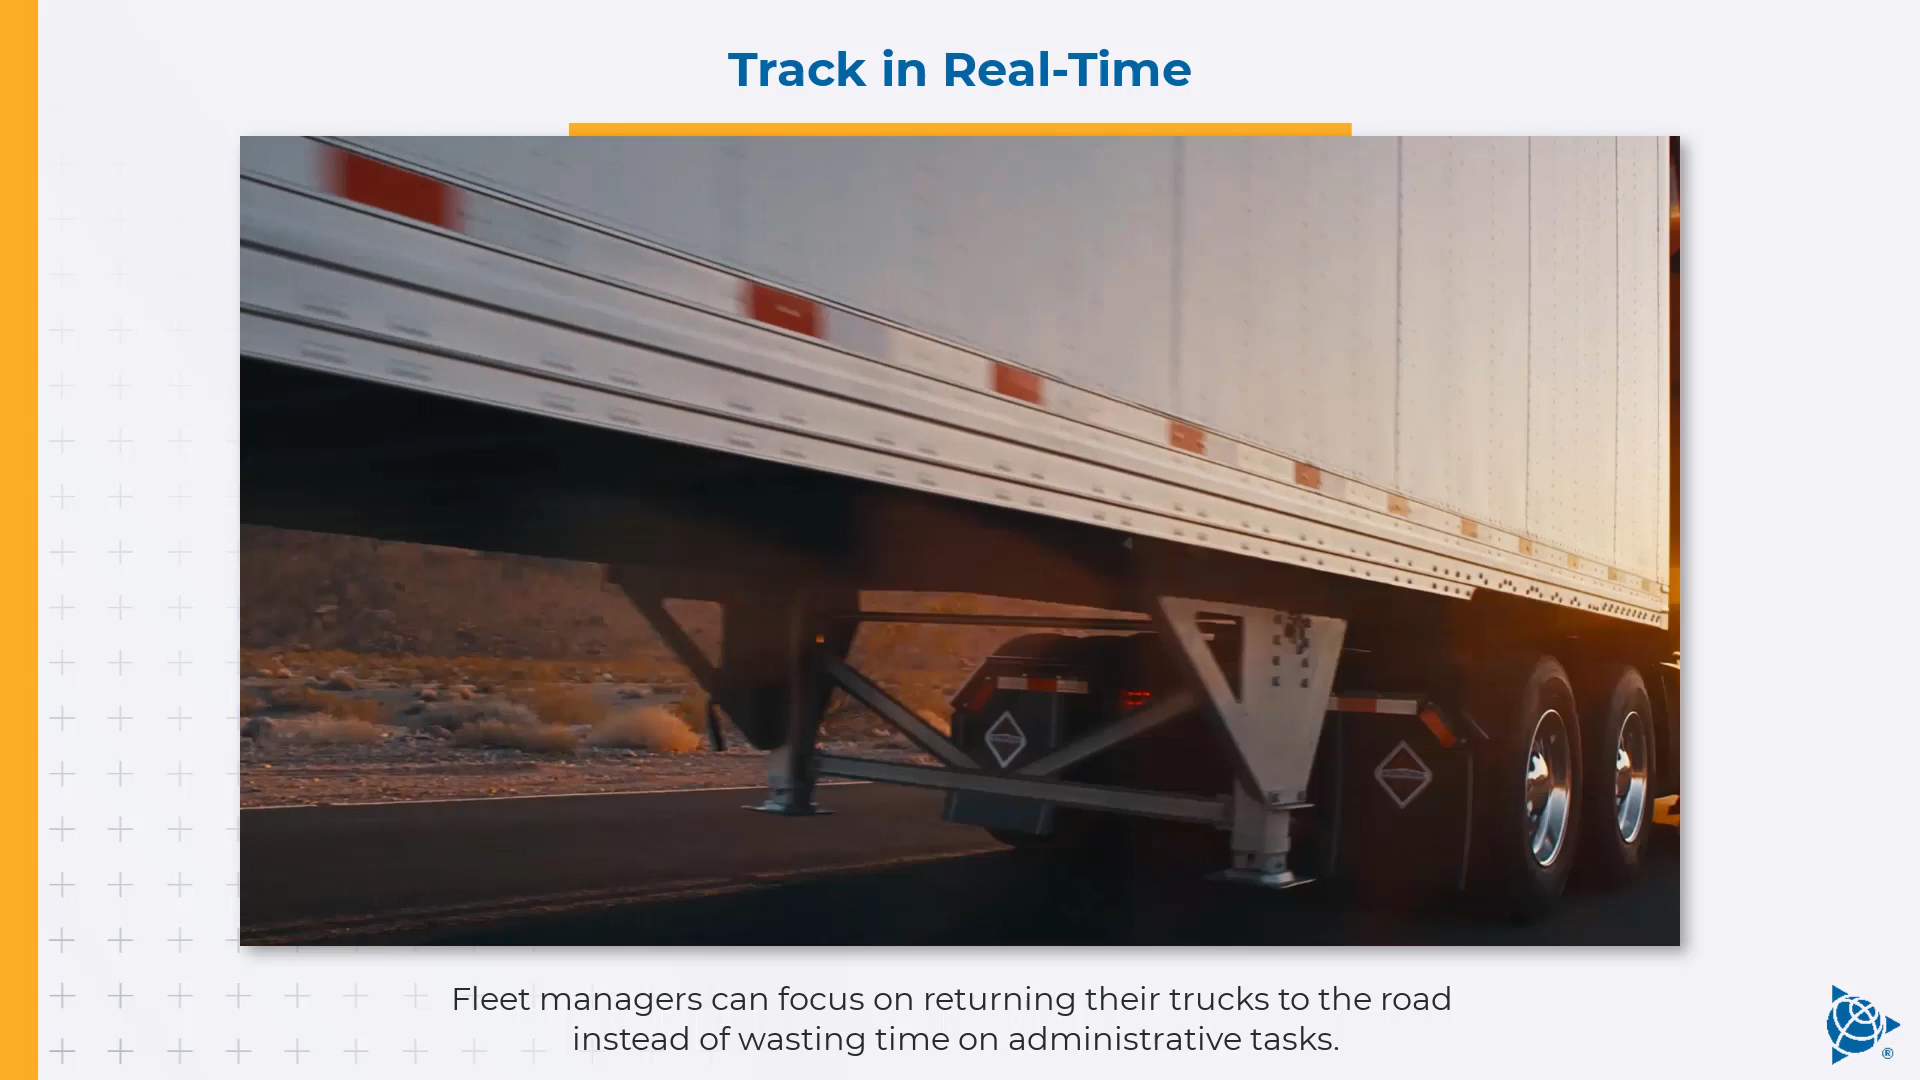 Track in Real-Time
Fleet managers can focus on returning their trucks to the road
instead of wasting time on administrative tasks.
®